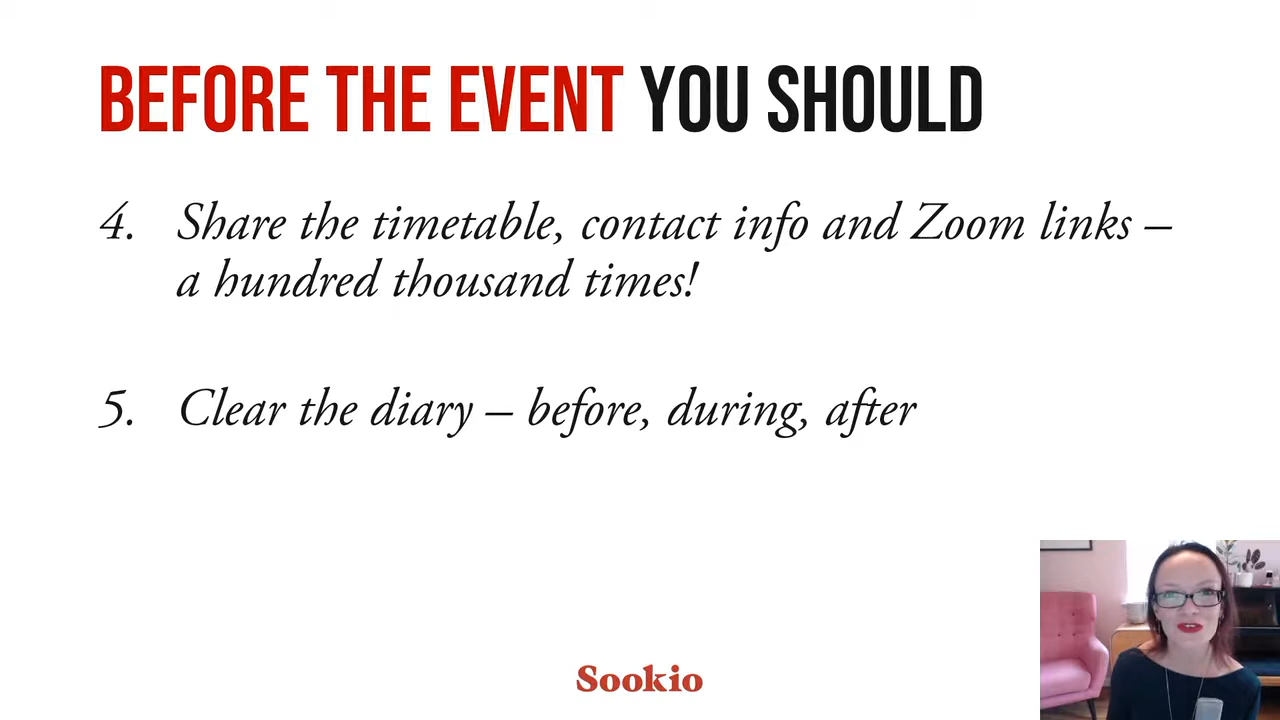 BEFORE THE EVENT YOU SHOULD
4. Share the timetable, contact info and Zoom links –
a hundred thousand times!
5. Clear the diary – before, during, after
Sookio